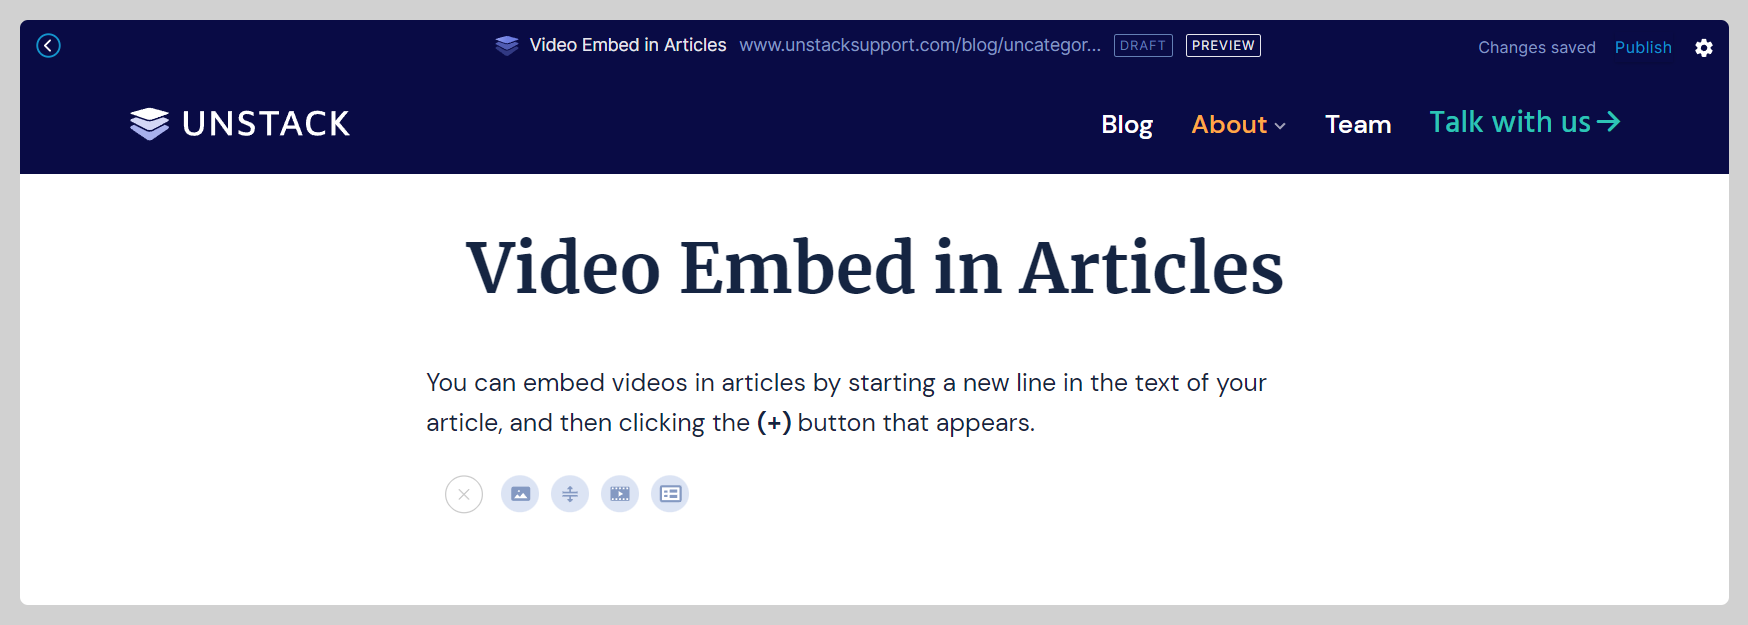 Video Embed in Articles www.unstacksupport.com/blog/uncategor... DRAFT PREVIEW Changes saved Publish
UNSTACK Blog About Team Talk with us
Video Embed in Articles
You can embed videos in articles by starting a new line in the text of your
article, and then clicking the (+) button that appears.